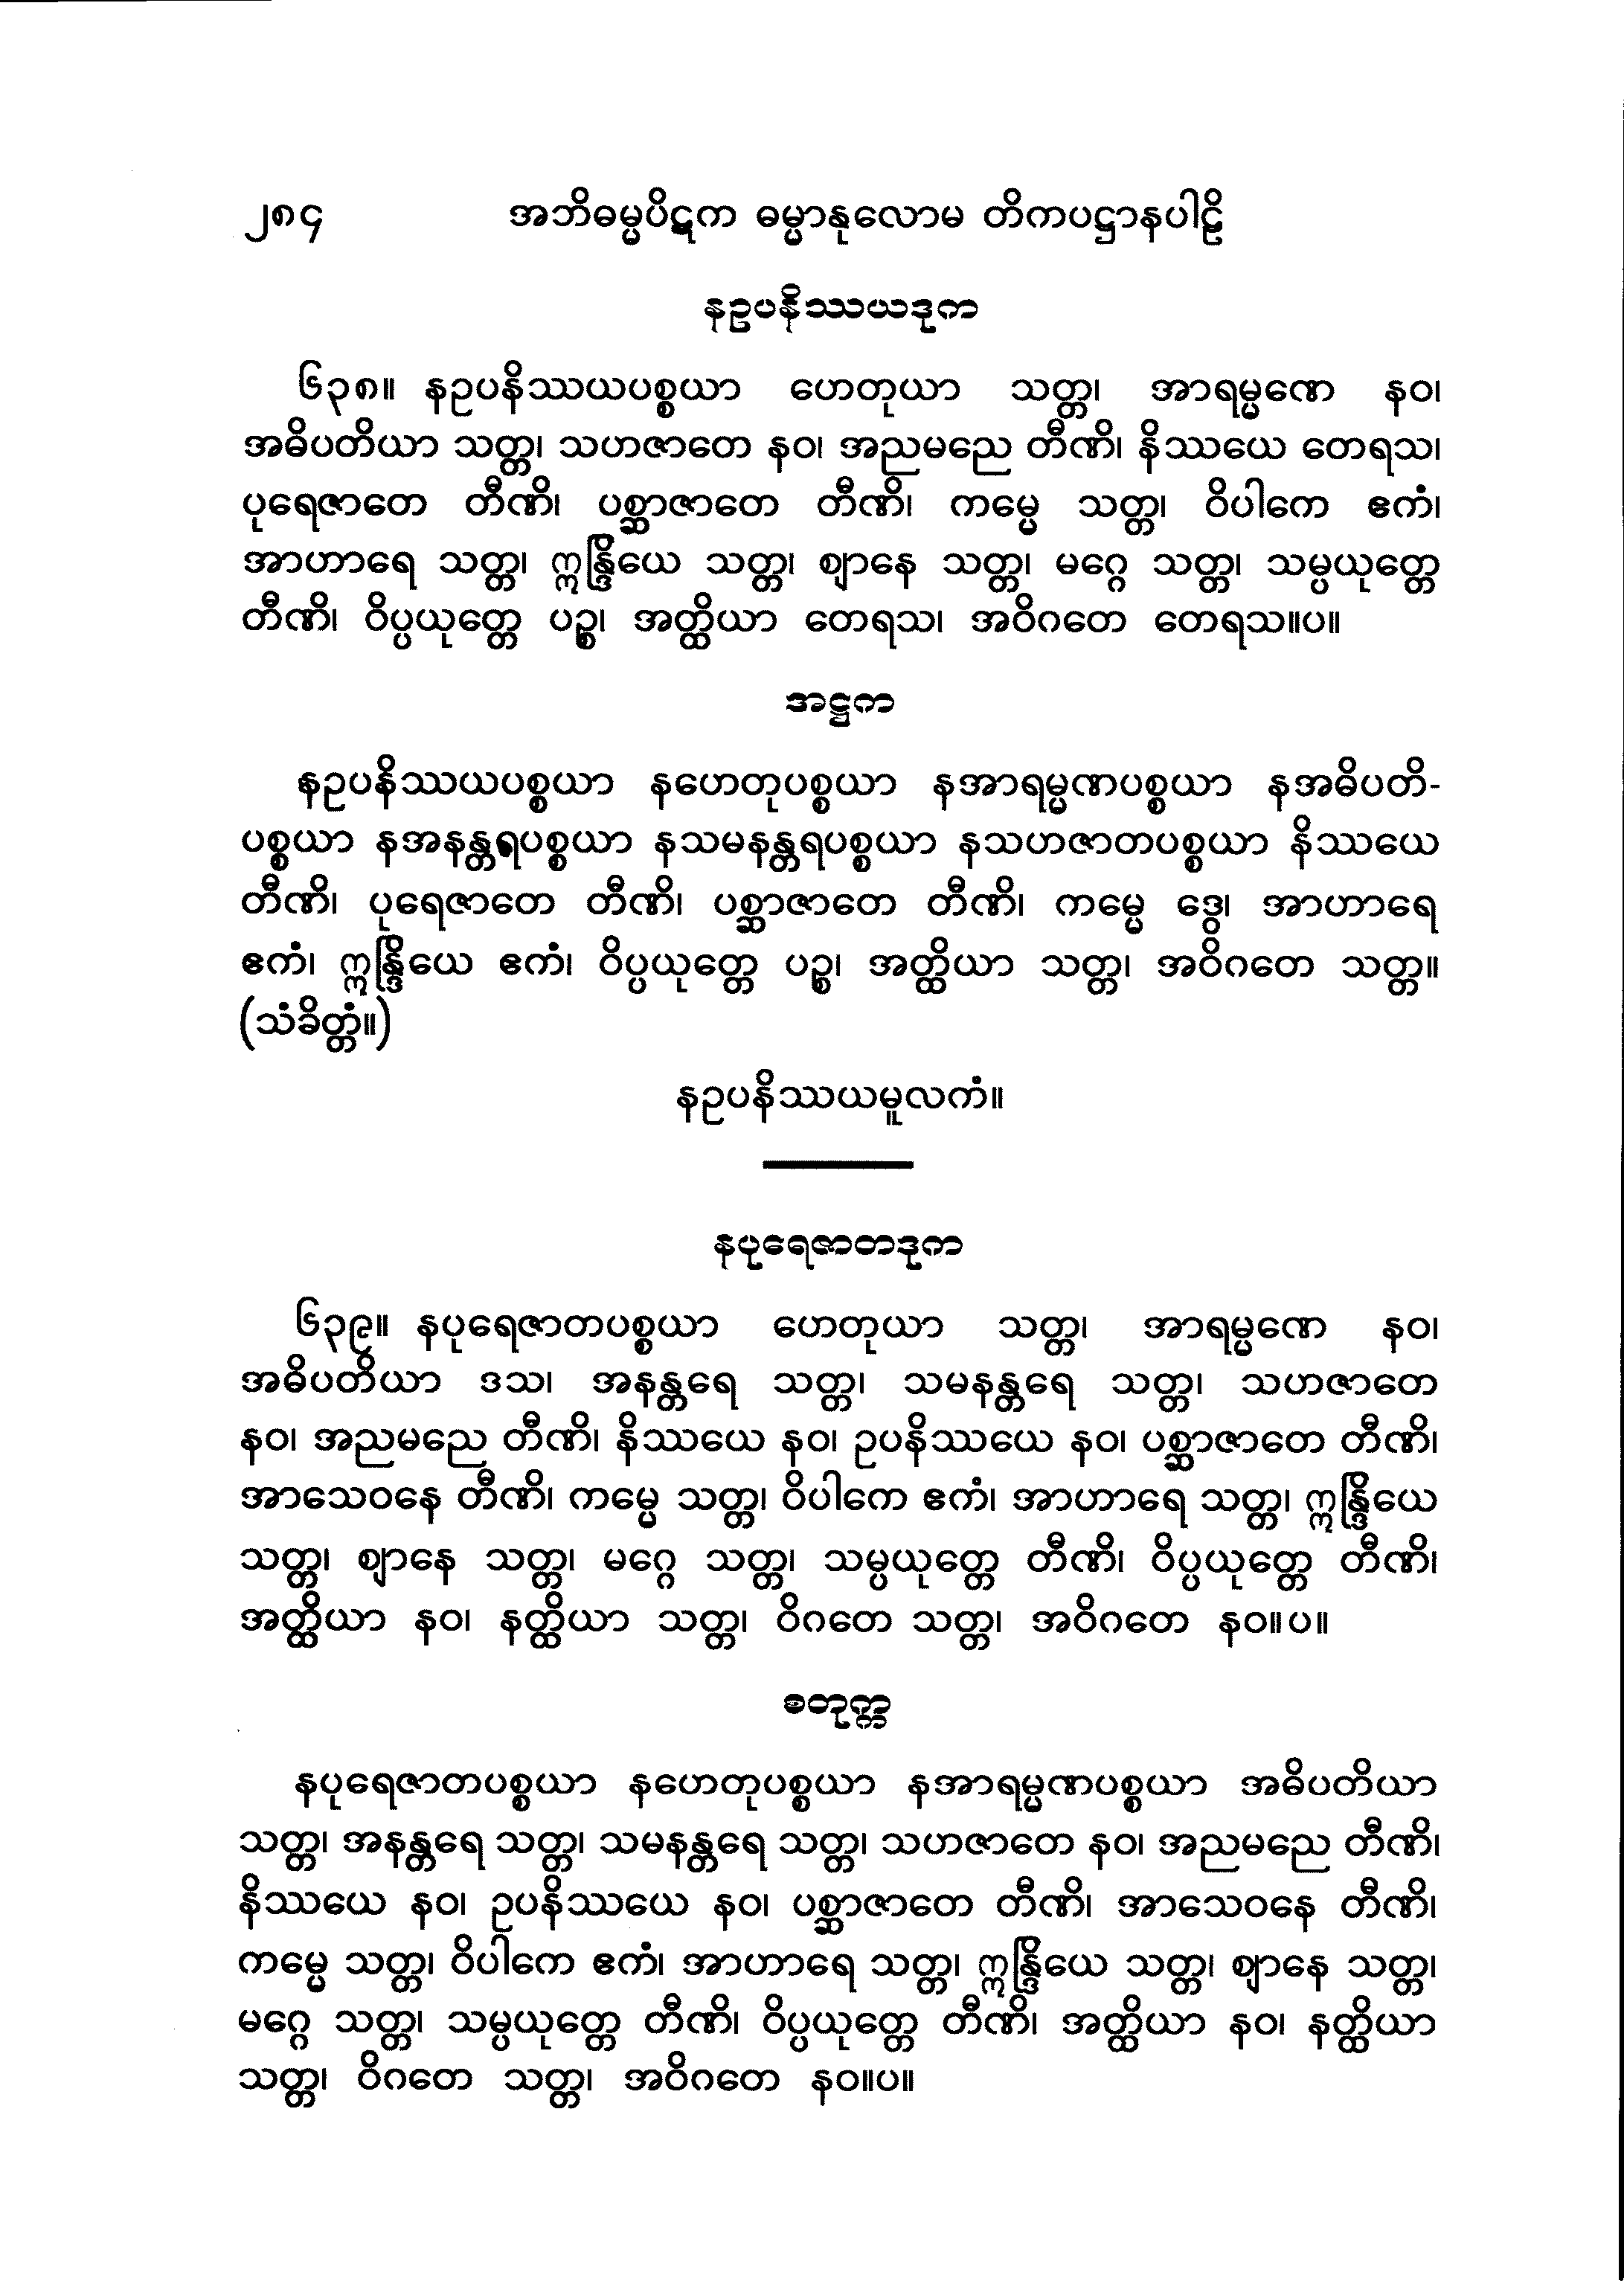 ၂၈၄ အဘိဓမ္မပိဋက ဓမ္မာနုလောမ တိကပဋ္ဌာနပါဠိ
နဥပနိဿယဒုက
၆၃၈။ နဥပနိဿယပစ္စယာ ဟေတုယာ သတ္တ၊ အာရမ္မဏေ နဝ၊
အဓိပတိယာ သတ္တ၊ သဟဇာတေ နဝ၊ အညမညေ တီဏိ၊ နိဿယေ တေရသ၊
ပုရေဇာတေ တီဏိ၊ ပစ္ဆာဇာတေ တီဏိ၊ ကမ္မေ သတ္တ၊ ဝိပါကေ ဧကံ၊
အာဟာရေ သတ္တ၊ ဣန္ဒြိယေ သတ္တ၊ ဈာနေ သတ္တ၊ မဂ္ဂေ သတ္တ၊ သမ္ပယုတ္တေ
တီဏိ၊ ဝိပ္ပယုတ္တေ ပဉ္စ၊ အတ္ထိယာ တေရသ၊ အဝိဂတေ တေရသ။ပ။
အဋ္ဌက
နဥပနိဿယပစ္စယာ နဟေတုပစ္စယာ နအာရမ္မဏပစ္စယာ နအဓိပတိ-
ပစ္စယာ နအနန္တရပစ္စယာ နသမနန္တရပစ္စယာ နသဟဇာတပစ္စယာ နိဿယေ
တီဏိ၊ ပုရေဇာတေ တီဏိ၊ ပစ္ဆာဇာတေ တီဏိ၊ ကမ္မေ ဒွေ၊ အာဟာရေ
ဧကံ၊ ဣန္ဒြိယေ ဧကံ၊ ဝိပ္ပယုတ္တေ ပဉ္စ၊ အတ္ထိယာ သတ္တ၊ အဝိဂတေ သတ္တ။
(သံခိတ္တံ။)
နဥပနိဿယမူလကံ။
နပုရေဇာတဒုက
၆၃၉။ နပုရေဇာတပစ္စယာ ဟေတုယာ သတ္တ၊ အာရမ္မဏေ နဝ၊
အဓိပတိယာ ဒသ၊ အနန္တရေ သတ္တ၊ သမနန္တရေ သတ္တ၊ သဟဇာတေ
နဝ၊ အညမညေ တီဏိ၊ နိဿယေ နဝ၊ ဥပနိဿယေ နဝ၊ ပစ္ဆာဇာတေ တီဏိ၊
အာသေဝနေ တီဏိ၊ ကမ္မေ သတ္တ၊ ဝိပါကေ ဧကံ၊ အာဟာရေ သတ္တ၊ ဣန္ဒြိယေ
သတ္တ၊ ဈာနေ သတ္တ၊ မဂ္ဂေ သတ္တ၊ သမ္ပယုတ္တေ တီဏိ၊ ဝိပ္ပယုတ္တေ တီဏိ၊
အတ္ထိယာ နဝ၊ နတ္ထိယာ သတ္တ၊ ဝိဂတေ သတ္တ၊ အဝိဂတေ နဝ။ပ။
စတုက္က
နပုရေဇာတပစ္စယာ နဟေတုပစ္စယာ နအာရမ္မဏပစ္စယာ အဓိပတိယာ
သတ္တ၊ အနန္တရေ သတ္တ၊ သမနန္တရေ သတ္တ၊ သဟဇာတေ နဝ၊ အညမညေ တီဏိ၊
နိဿယေ နဝ၊ ဥပနိဿယေ နဝ၊ ပစ္ဆာဇာတေ တီဏိ၊ အာသေဝနေ တီဏိ၊
ကမ္မေ သတ္တ၊ ဝိပါကေ ဧကံ၊ အာဟာရေ သတ္တ၊ ဣန္ဒြိယေ သတ္တ၊ ဈာနေ သတ္တ၊
မဂ္ဂေ သတ္တ၊ သမ္ပယုတ္တေ တီဏိ၊ ဝိပ္ပယုတ္တေ တီဏိ၊ အတ္ထိယာ နဝ၊ နတ္ထိယာ
သတ္တ၊ ဝိဂတေ သတ္တ၊ အဝိဂတေ နဝ။ပ။